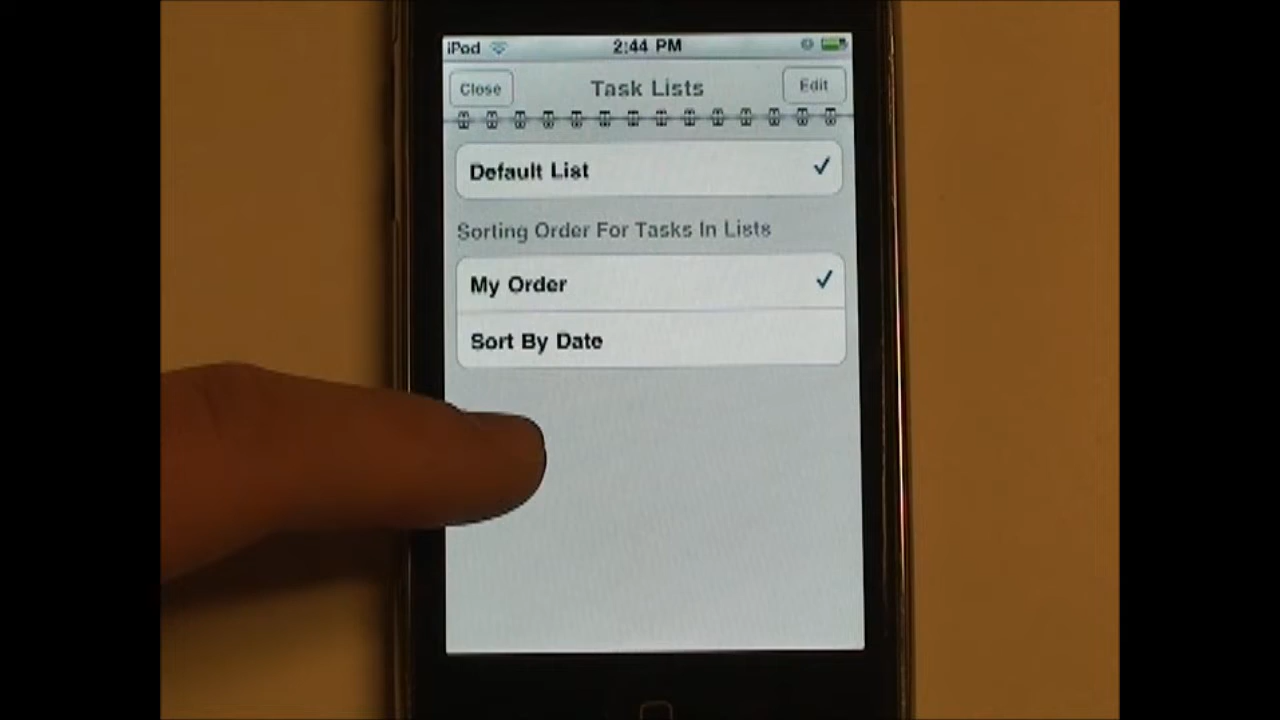 iPod 2:44 PM
Close Task Lists Edit
Default List
Sorting Order For Tasks In Lists
My Order
Sort By Date